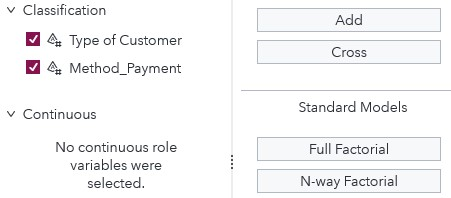 Classification
Type of Customer
Method_Payment
Continuous
No continuous role
variables were
selected.
Add
Cross
Standard Models
Full Factorial
N-way Factorial